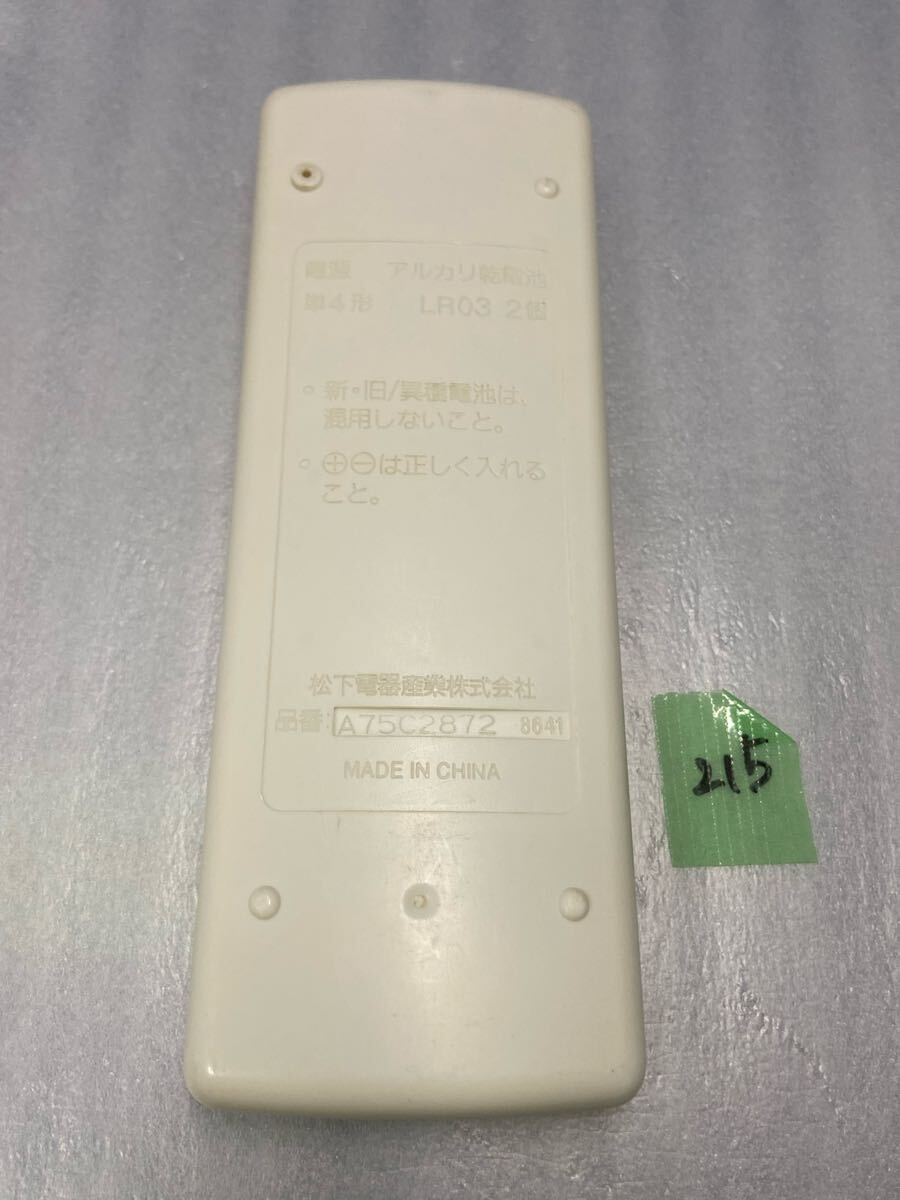 電源 アルカリ乾電池
単4形 LR03 2個
○ 新・旧/異種電池は、
混用しないこと。
○ ⊕⊖は正しく入れる
こと。
松下電器産業株式会社
品番: A75C2872 8641
MADE IN CHINA
215